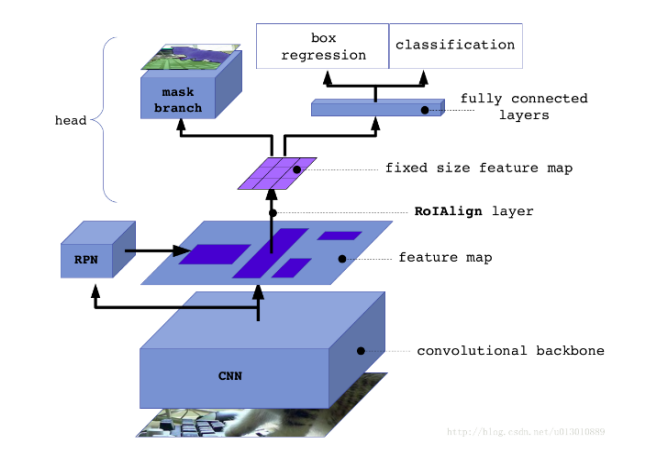 box
regression
classification
mask
branch
fully connected
layers
head
fixed size feature map
RoIAlign layer
RPN
feature map
convolutional backbone
CNN
http://blog.csdn.net/u013010889